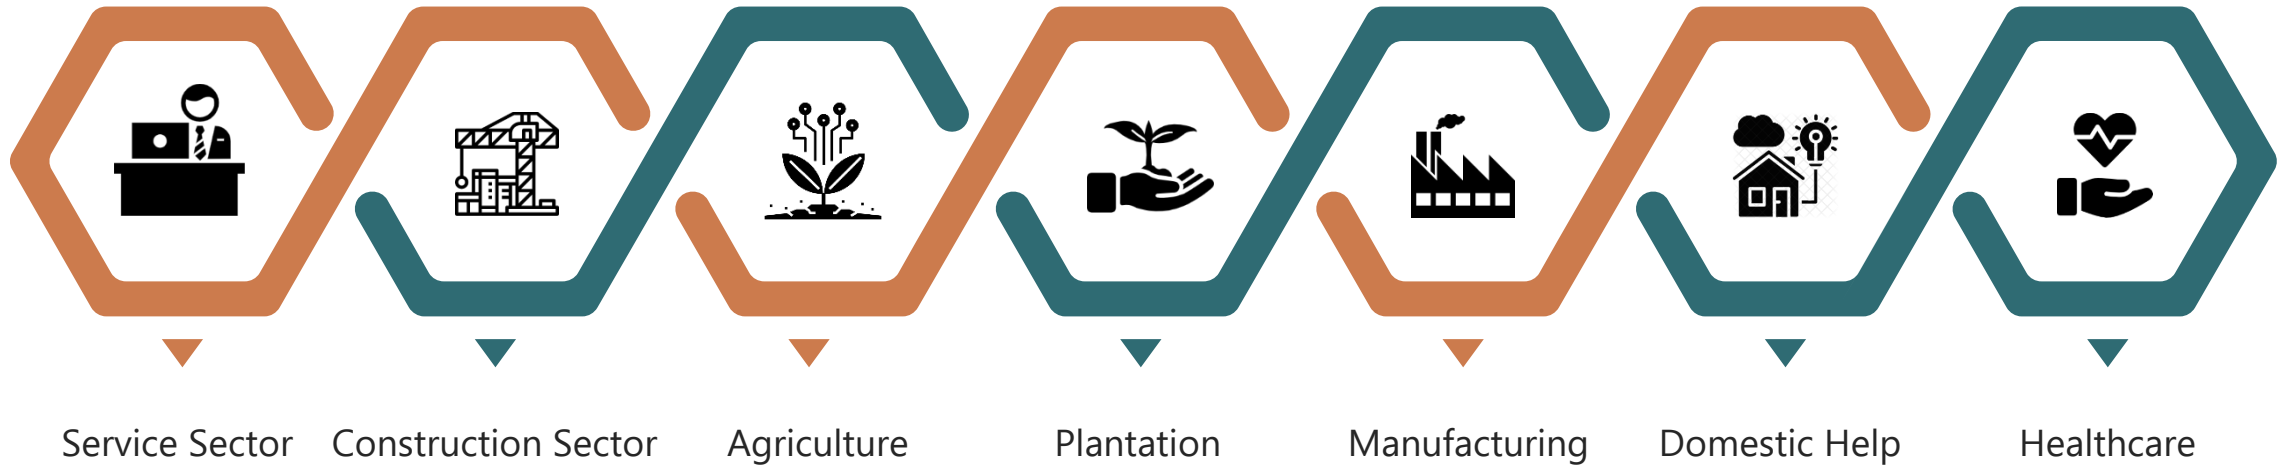 Service Sector
Construction Sector
Agriculture
Plantation
Manufacturing
Domestic Help
Healthcare